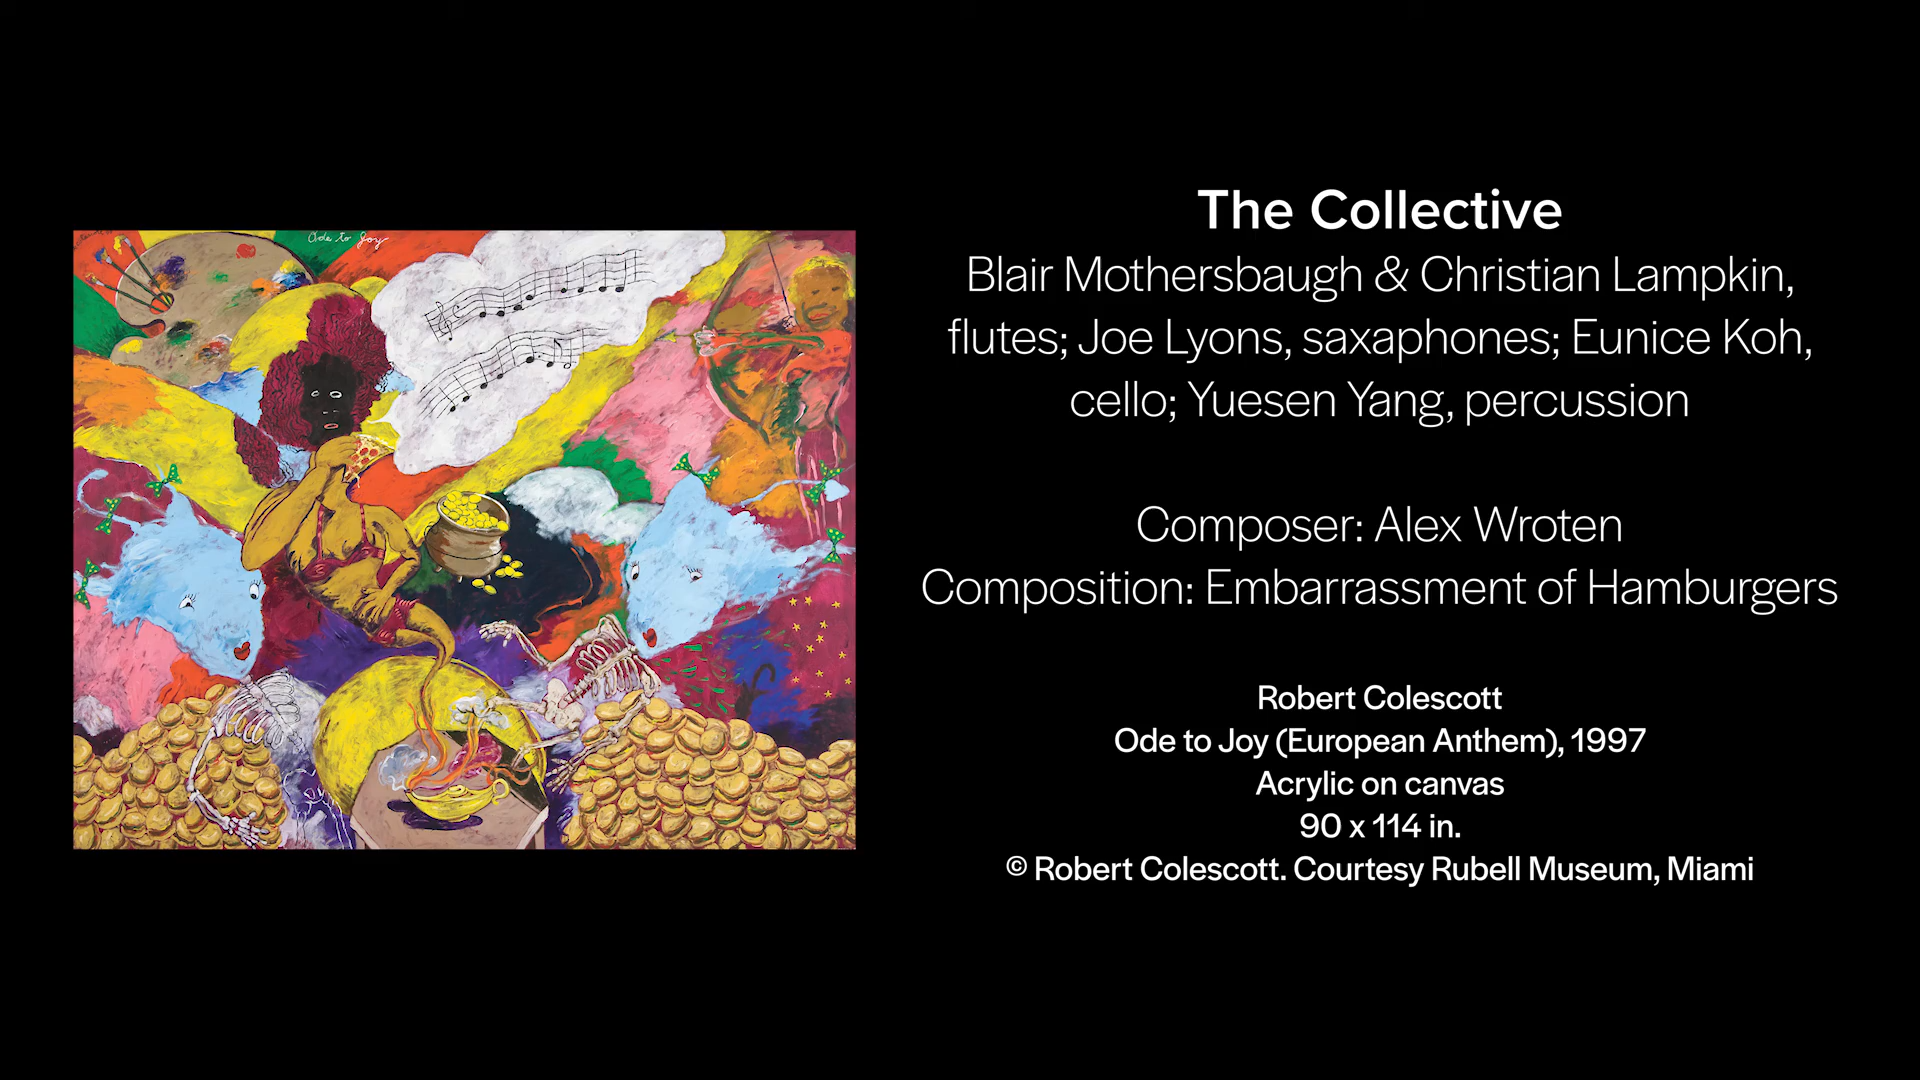 Ode to Joy
The Collective
Blair Mothersbaugh & Christian Lampkin,
flutes; Joe Lyons, saxaphones; Eunice Koh,
cello; Yuesen Yang, percussion
Composer: Alex Wroten
Composition: Embarrassment of Hamburgers
Robert Colescott
Ode to Joy (European Anthem), 1997
Acrylic on canvas
90 x 114 in.
© Robert Colescott. Courtesy Rubell Museum, Miami